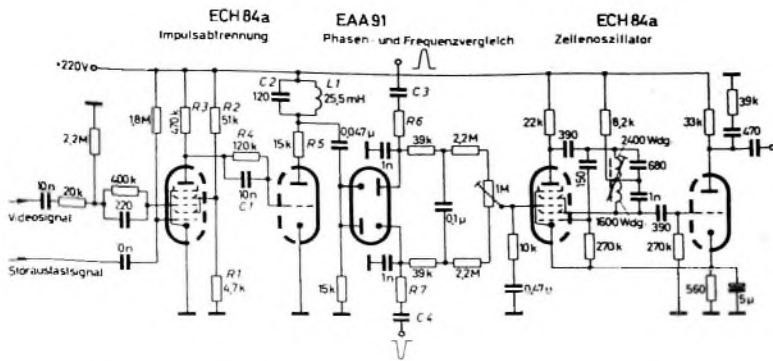 ECH 84a
Impulsabtrennung
EAA 91
Phasen- und Frequenzvergleich
ECH 84a
Zeilenoszillator
+220V
C2
120
L1
25,5mH
C3
R6
2,2M
1,8M
R3
470k
R2
51k
R4
120k
10n
C1
15k
R5
0,047µ
1n
39k
2,2M
22k
390
8,2k
2400 Wdg.
680
150
1n
1600 Wdg.
33k
39k
470
10n
20k
400k
220
Videosignal
Störaustastsignal
0n
R1
4,7k
15k
1n
39k
2,2M
0,1µ
1M
R7
C4
10k
0,47µ
270k
390
270k
560
5µ